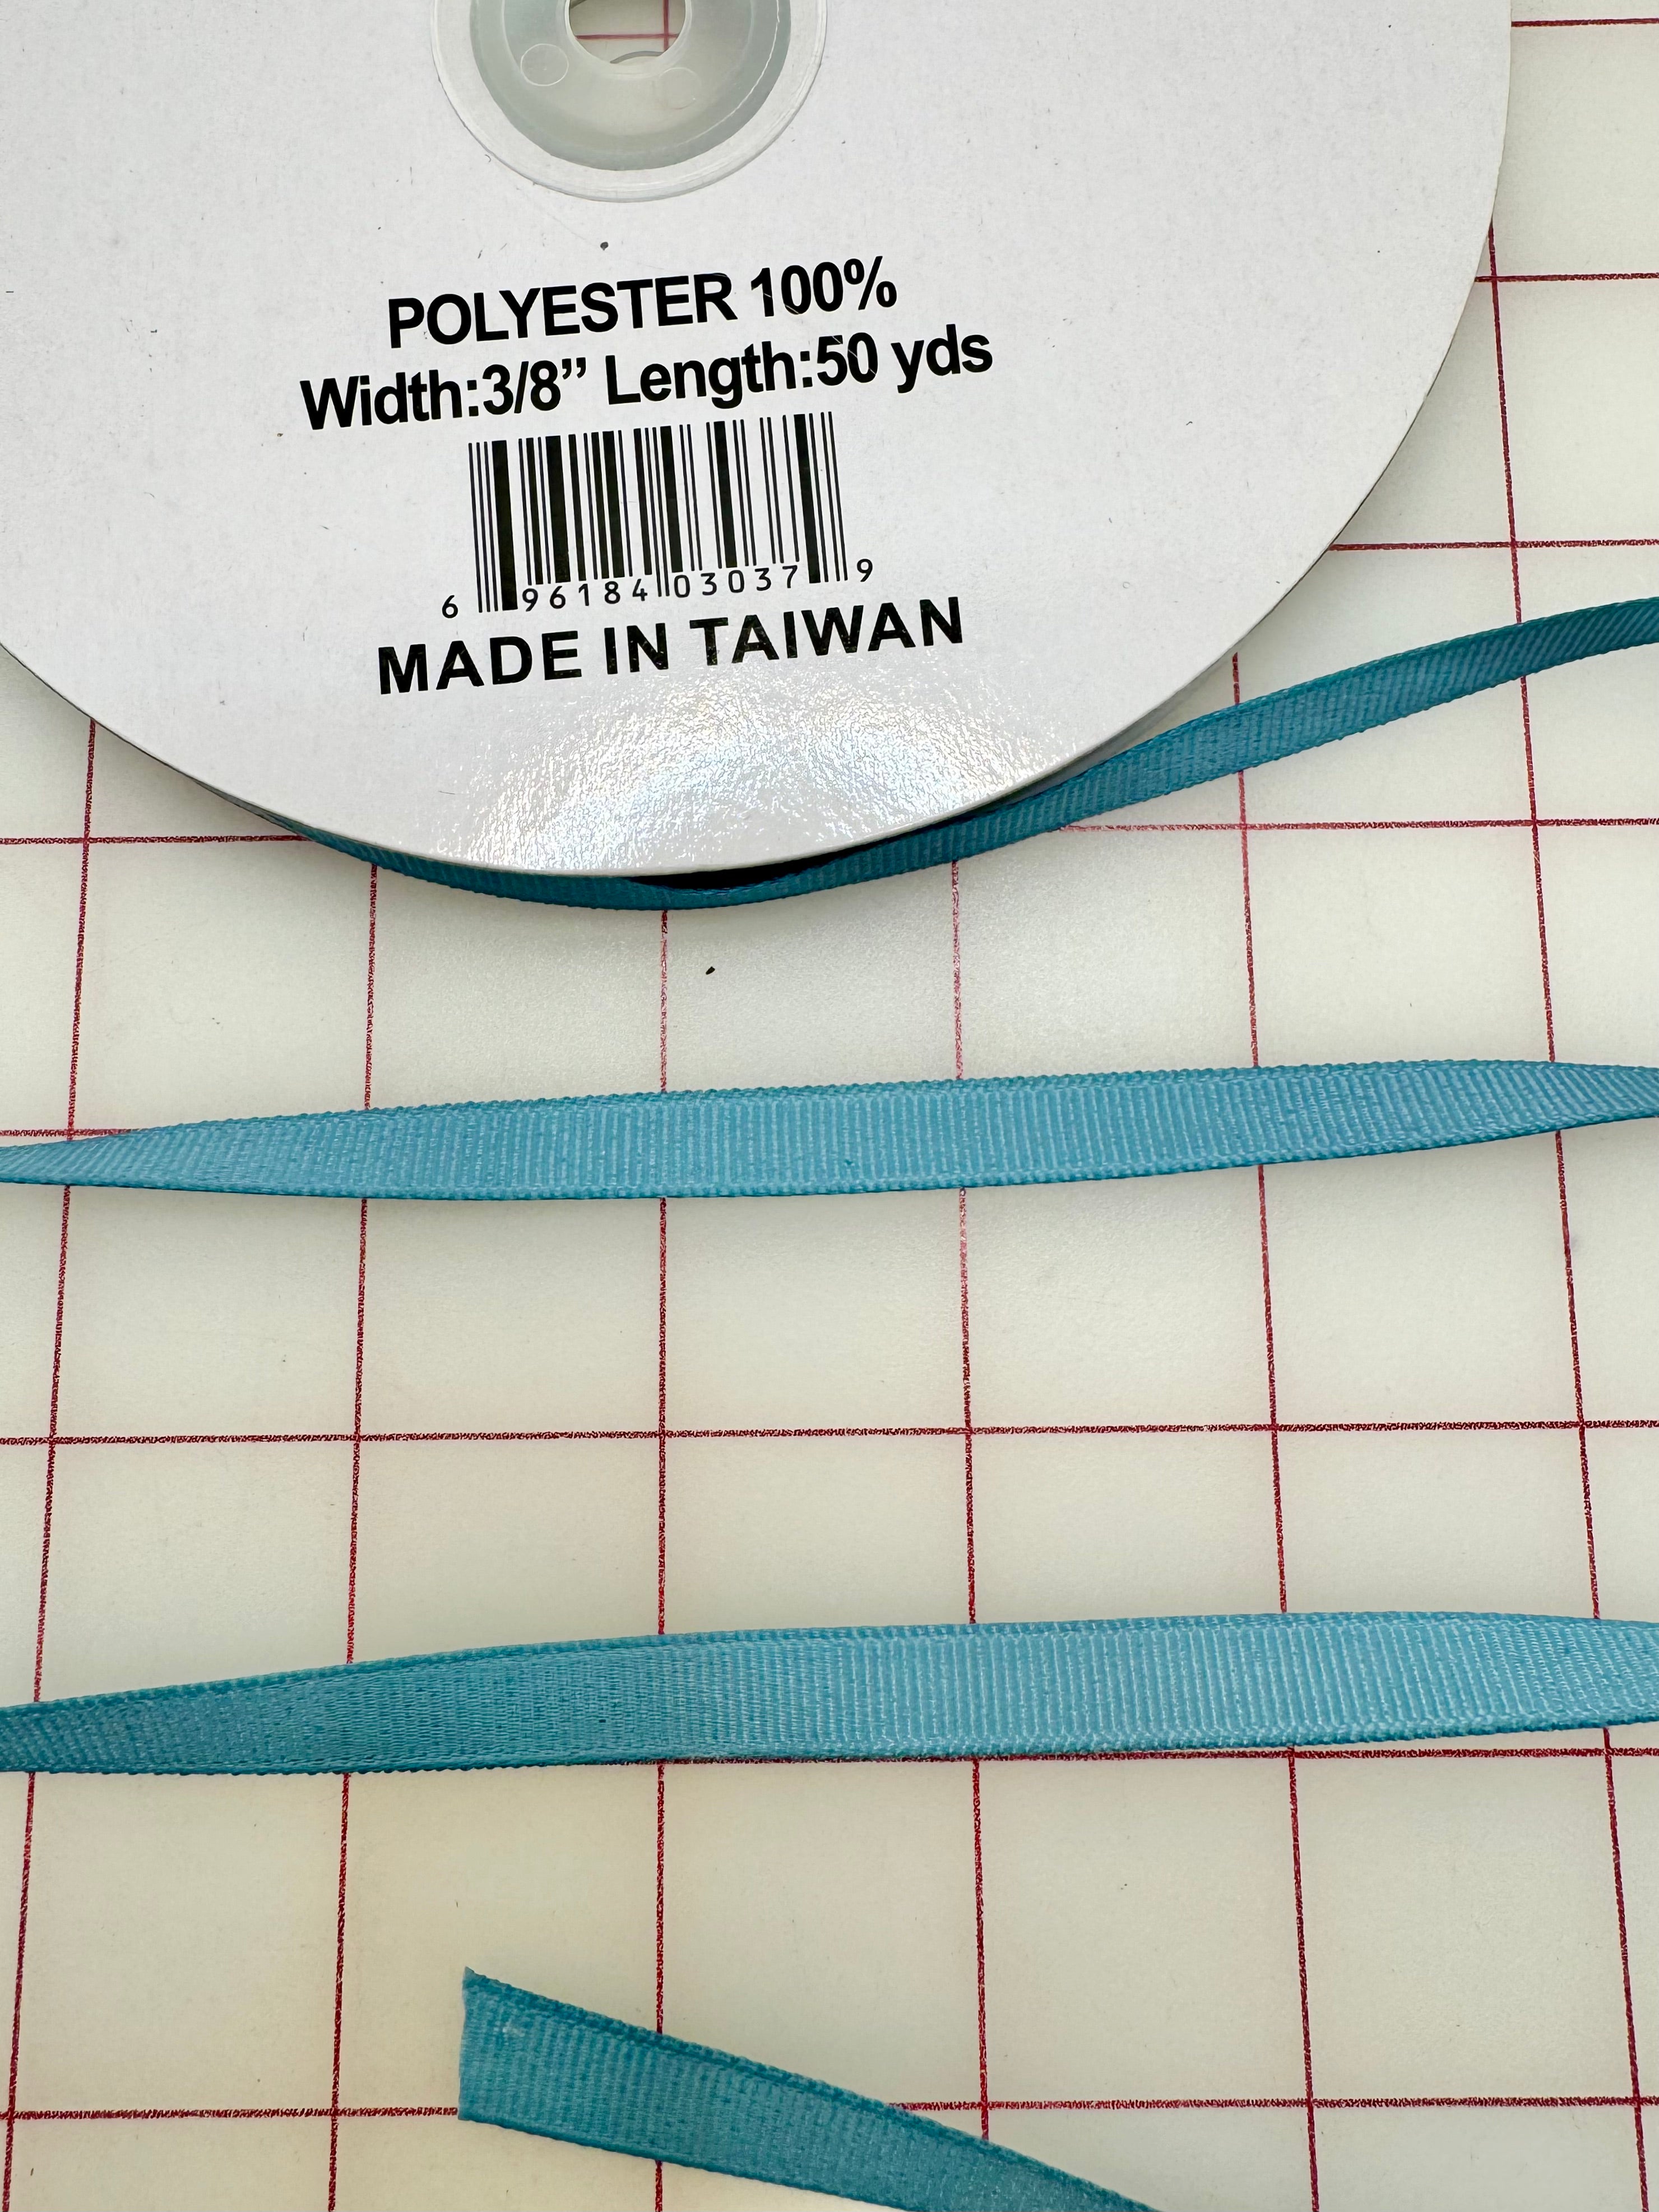 POLYESTER 100%
Width:3/8” Length:50 yds
6 96184 03037 9
MADE IN TAIWAN